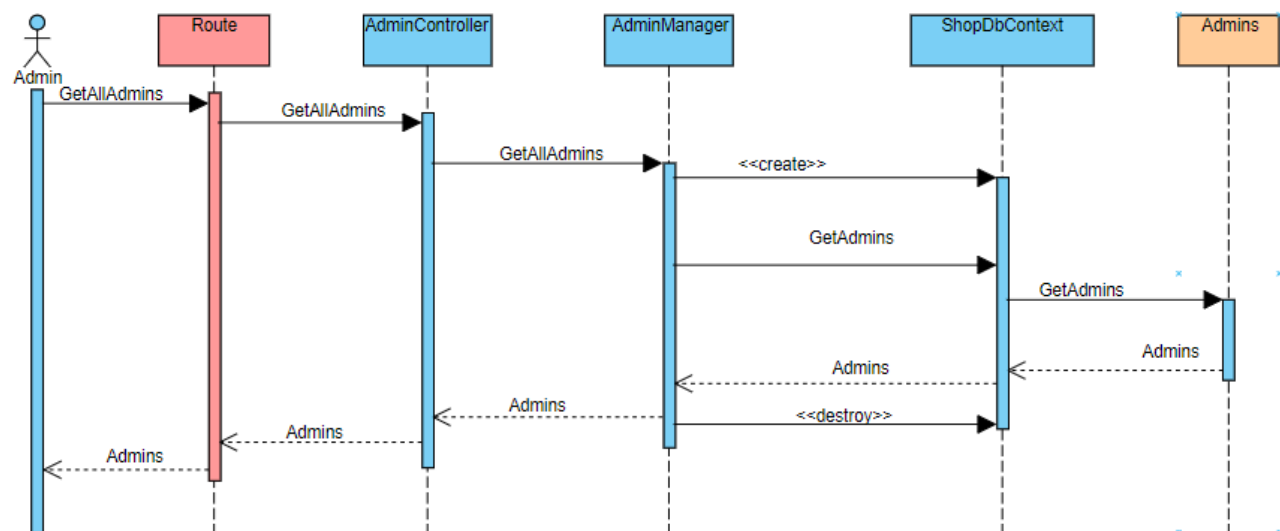 Route
AdminController
AdminManager
ShopDbContext
Admins
Admin
GetAllAdmins
GetAllAdmins
GetAllAdmins
<<create>>
GetAdmins
GetAdmins
Admins
Admins
Admins
<<destroy>>
Admins
Admins